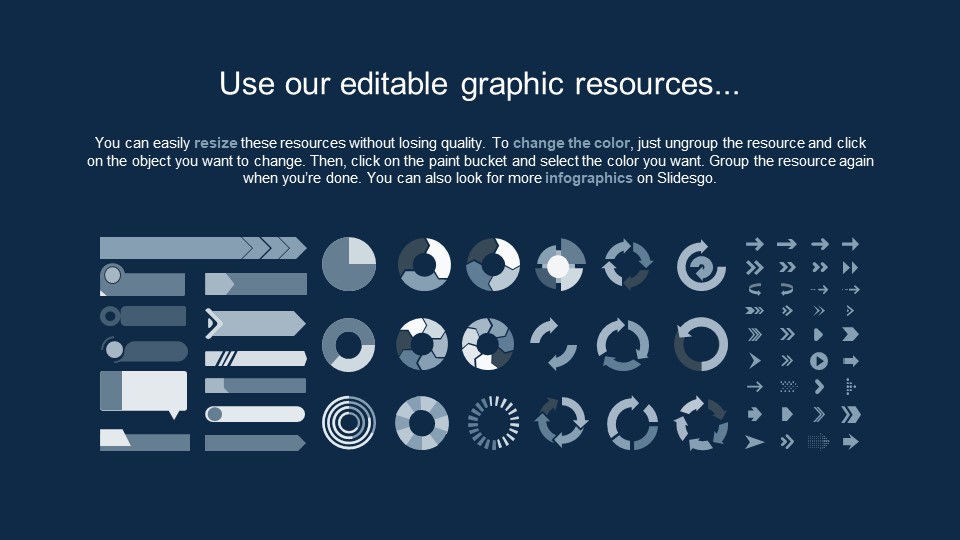 Use our editable graphic resources...
You can easily resize these resources without losing quality. To change the color, just ungroup the resource and click
on the object you want to change. Then, click on the paint bucket and select the color you want. Group the resource again
when you’re done. You can also look for more infographics on Slidesgo.